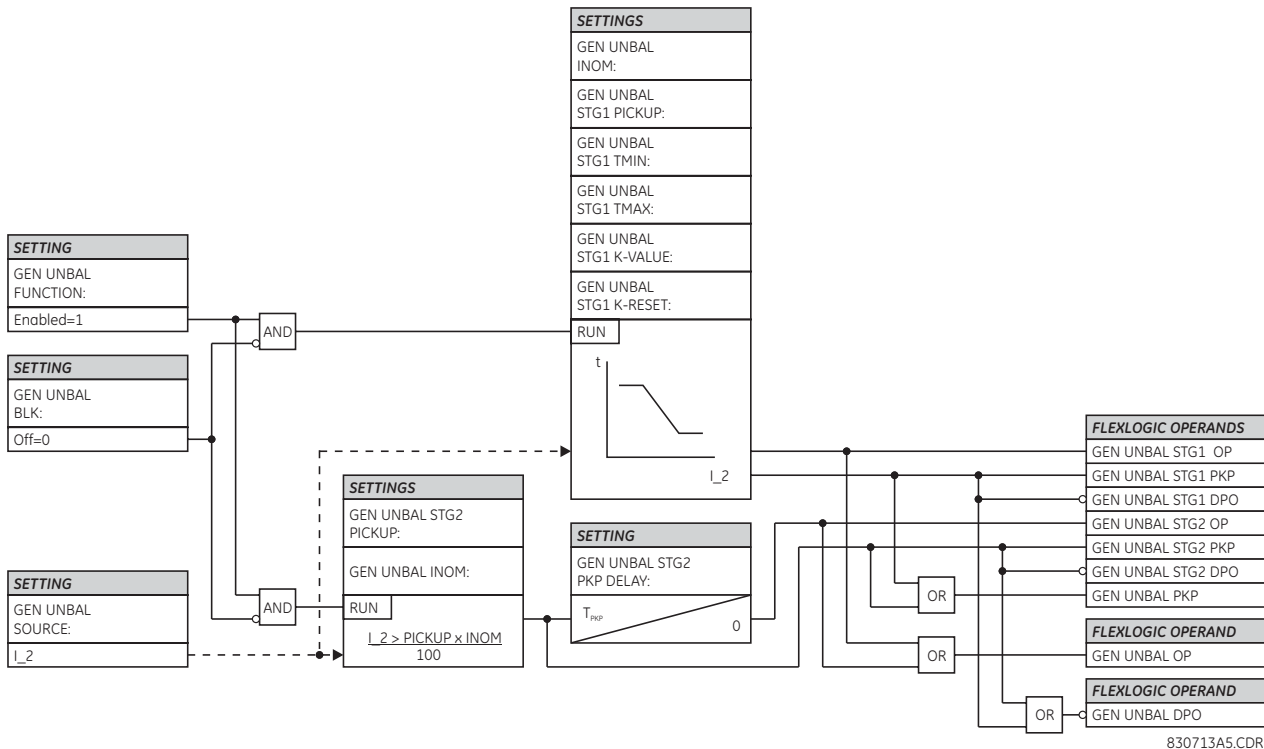 SETTINGS
GEN UNBAL
INOM:
GEN UNBAL
STG1 PICKUP:
GEN UNBAL
STG1 TMIN:
GEN UNBAL
STG1 TMAX:
GEN UNBAL
STG1 K-VALUE:
GEN UNBAL
STG1 K-RESET:
RUN
t
I_2
SETTING
GEN UNBAL
FUNCTION:
Enabled=1
AND
SETTING
GEN UNBAL
BLK:
Off=0
SETTING
GEN UNBAL
SOURCE:
I_2
AND
SETTINGS
GEN UNBAL STG2
PICKUP:
GEN UNBAL INOM:
RUN
I_2 > PICKUP x INOM
100
SETTING
GEN UNBAL STG2
PKP DELAY:
TPKP
0
OR
OR
OR
FLEXLOGIC OPERANDS
GEN UNBAL STG1 OP
GEN UNBAL STG1 PKP
GEN UNBAL STG1 DPO
GEN UNBAL STG2 OP
GEN UNBAL STG2 PKP
GEN UNBAL STG2 DPO
GEN UNBAL PKP
FLEXLOGIC OPERAND
GEN UNBAL OP
FLEXLOGIC OPERAND
GEN UNBAL DPO
830713A5.CDR